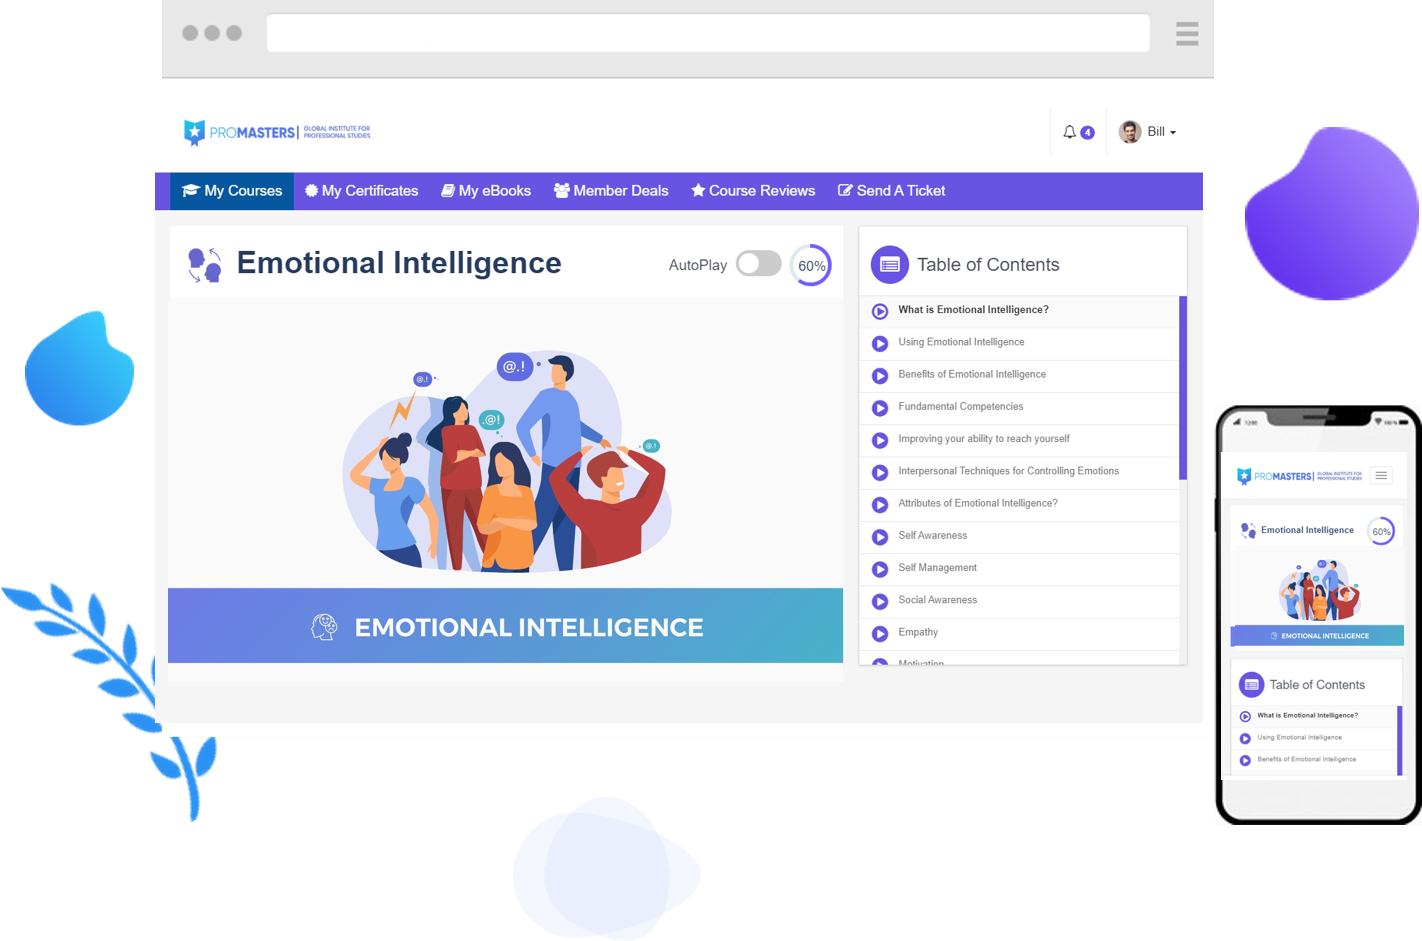 PROMASTERS| GLOBAL INSTITUTE FOR
PROFESSIONAL STUDIES
4
Bill
My Courses My Certificates My eBooks Member Deals Course Reviews Send A Ticket
Emotional Intelligence
AutoPlay
60%
@.!
@.!
.@!
@.!
EMOTIONAL INTELLIGENCE
Table of Contents
What is Emotional Intelligence?
Using Emotional Intelligence
Benefits of Emotional Intelligence
Fundamental Competencies
Improving your ability to reach yourself
Interpersonal Techniques for Controlling Emotions
Attributes of Emotional Intelligence?
Self Awareness
Self Management
Social Awareness
Empathy
Motivation
PROMASTERS| GLOBAL INSTITUTE FOR
PROFESSIONAL STUDIES
Emotional Intelligence
60%
EMOTIONAL INTELLIGENCE
Table of Contents
What is Emotional Intelligence?
Using Emotional Intelligence
Benefits of Emotional Intelligence